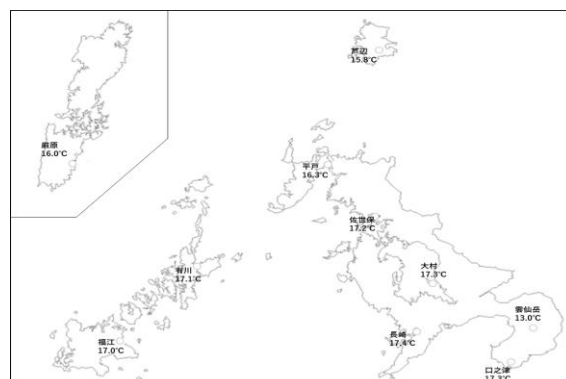 芦辺
15.8℃
厳原
16.0℃
平戸
16.3℃
佐世保
17.2℃
有川
17.1℃
大村
17.3℃
雲仙岳
13.0℃
長崎
17.4℃
福江
17.0℃
口之津
17.3℃